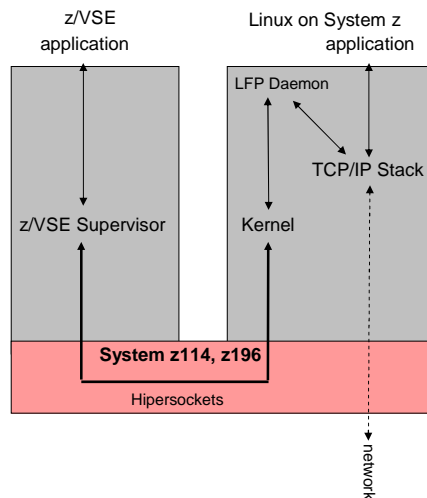 z/VSE
application
Linux on System z
application
LFP Daemon
TCP/IP Stack
z/VSE Supervisor
Kernel
System z114, z196
Hipersockets
network